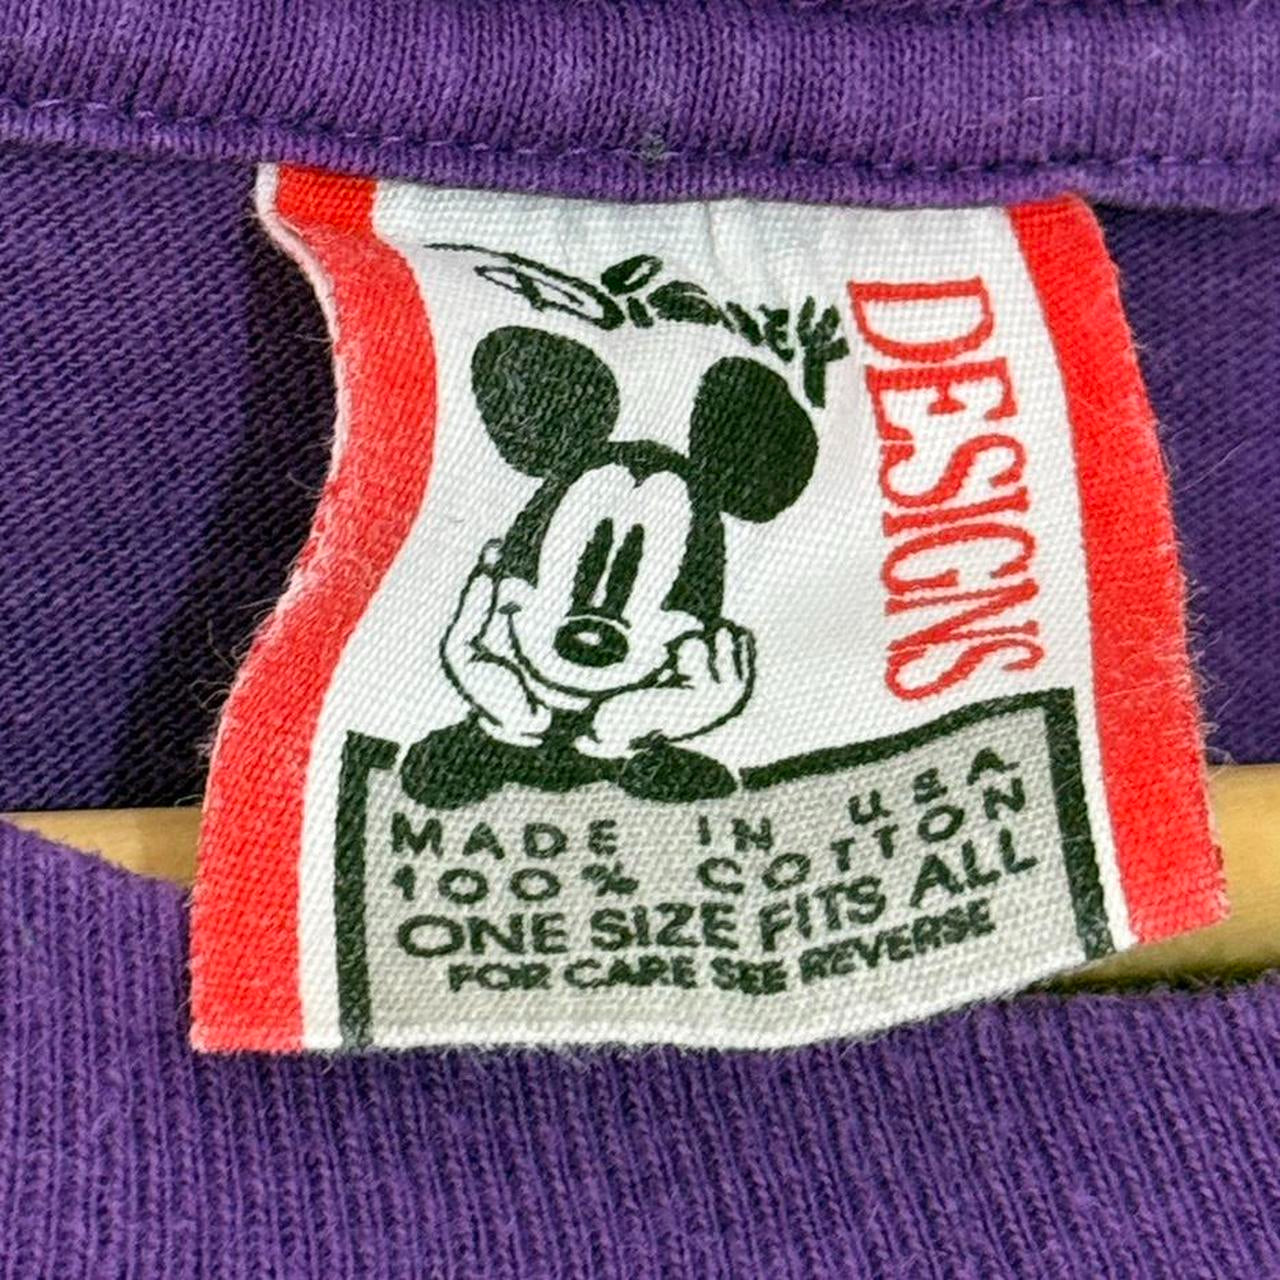 Disney
DESIGNS
MADE IN USA
100% COTTON
ONE SIZE FITS ALL
FOR CARE SEE REVERSE